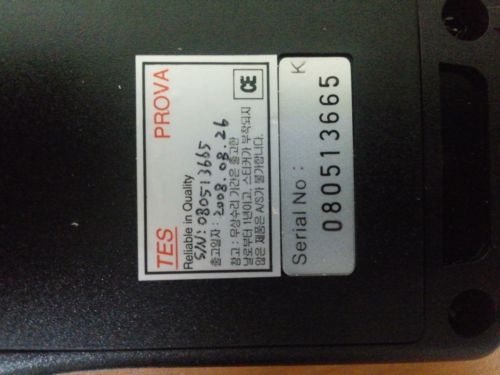 TES PROVA
Reliable in Quality
S/N: 080513665
출고일자: 2008.08.26
참고: 무상수리 기간은 출고한
날로부터 1년이고, 스티커가 부착되지
않은 제품은 A/S가 불가합니다.
CE
Serial No: K
080513665